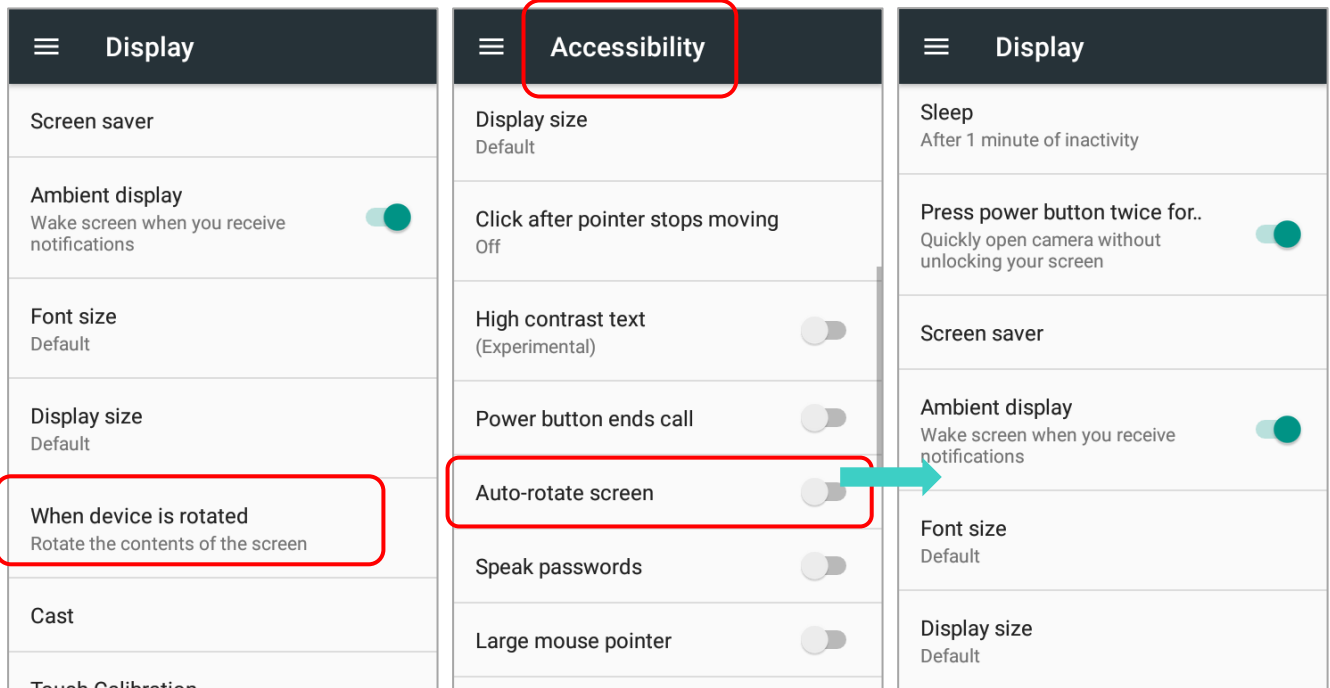 Display
Screen saver
Ambient display
Wake screen when you receive
notifications
Font size
Default
Display size
Default
When device is rotated
Rotate the contents of the screen
Cast
Touch Calibration
Accessibility
Display size
Default
Click after pointer stops moving
Off
High contrast text
(Experimental)
Power button ends call
Auto-rotate screen
Speak passwords
Large mouse pointer
Display
Sleep
After 1 minute of inactivity
Press power button twice for..
Quickly open camera without
unlocking your screen
Screen saver
Ambient display
Wake screen when you receive
notifications
Font size
Default
Display size
Default